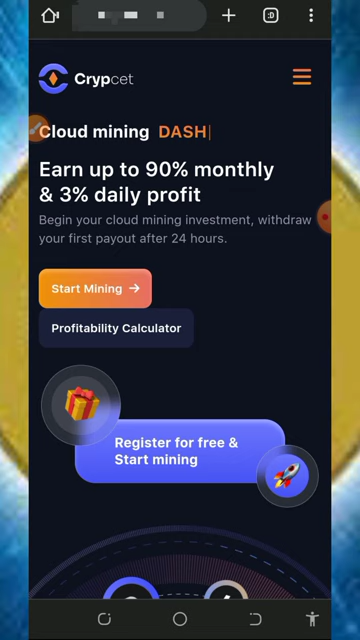 :D
Crypcet
Cloud mining DASH|
Earn up to 90% monthly
& 3% daily profit
Begin your cloud mining investment, withdraw
your first payout after 24 hours.
Start Mining →
Profitability Calculator
Register for free &
Start mining